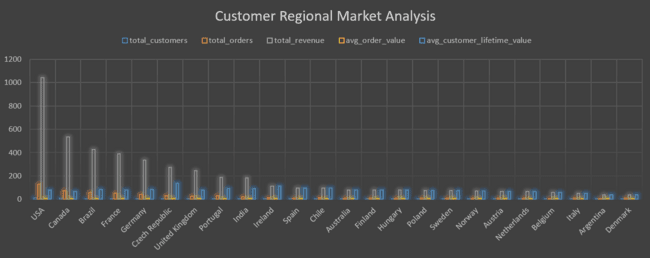 Customer Regional Market Analysis
total_customers total_orders total_revenue avg_order_value avg_customer_lifetime_value
1200
1000
800
600
400
200
0
USA Canada Brazil France Germany Czech Republic United Kingdom Portugal India Ireland Spain Chile Australia Finland Hungary Poland Sweden Norway Austria Netherlands Belgium Italy Argentina Denmark